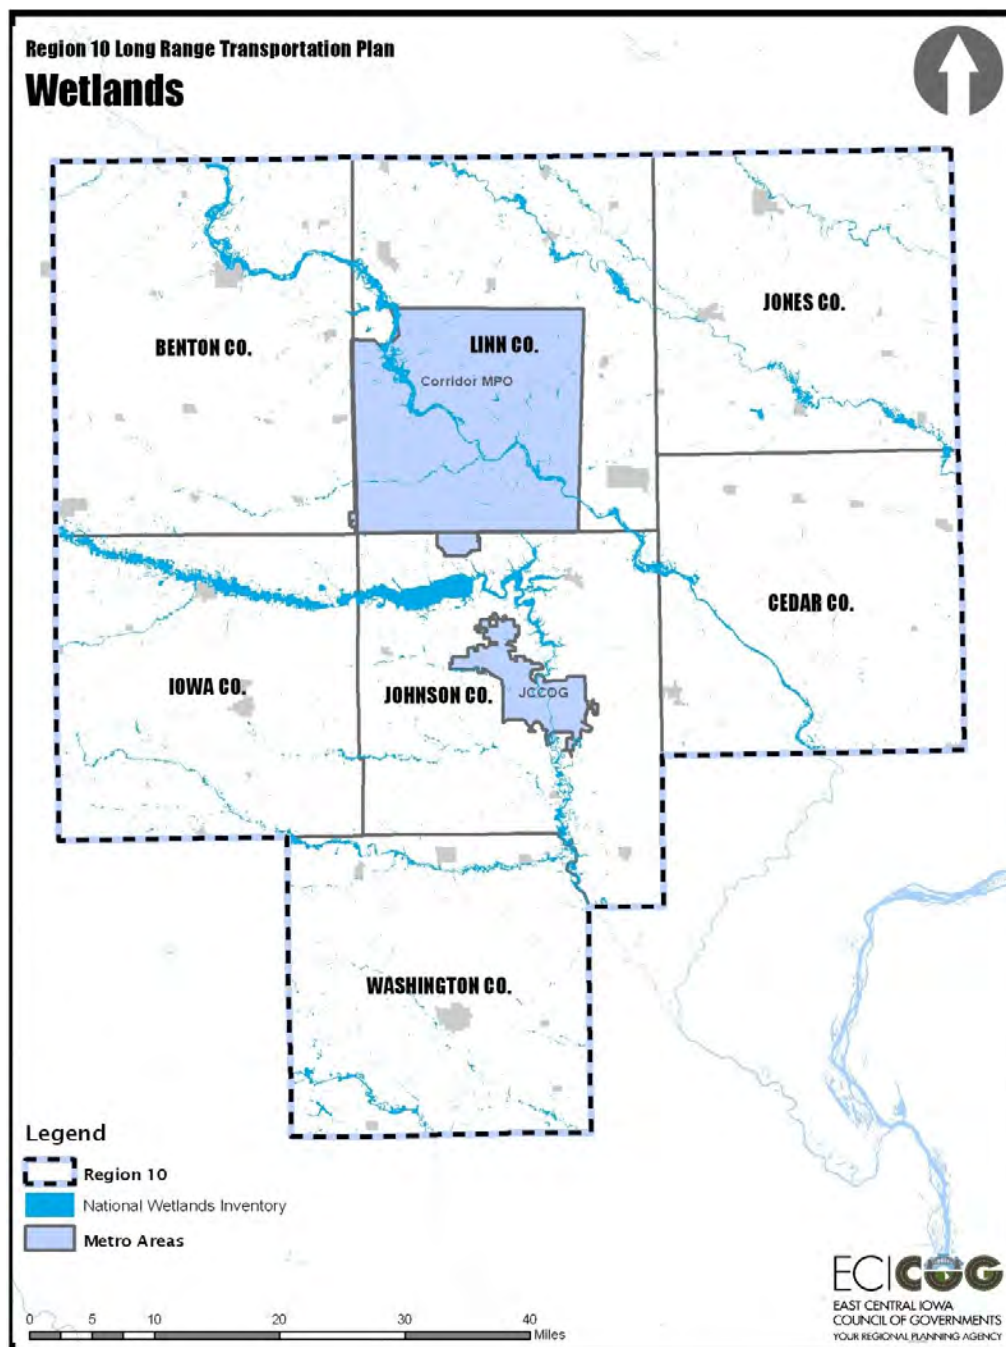 Region 10 Long Range Transportation Plan
Wetlands
JONES CO.
LINN CO.
BENTON CO.
Corridor MPO
CEDAR CO.
IOWA CO.
JOHNSON CO.
JCCOG
WASHINGTON CO.
Legend
Region 10
National Wetlands Inventory
Metro Areas
0 5 10 20 30 40
Miles
ECICOG
EAST CENTRAL IOWA
COUNCIL OF GOVERNMENTS
YOUR REGIONAL PLANNING AGENCY